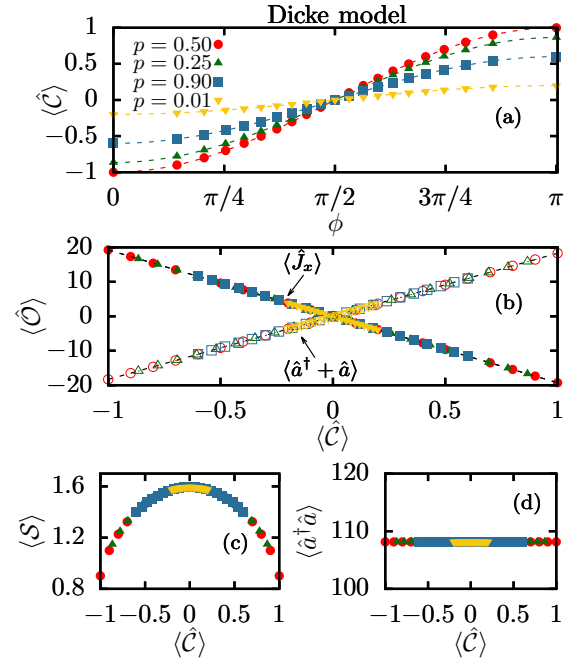 Dicke model
⟨Ĉ⟩
1
0.5
0
−0.5
−1
p = 0.50
p = 0.25
p = 0.90
p = 0.01
(a)
0 π/4 π/2 3π/4 π
ϕ
⟨Ô⟩
20
10
0
−10
−20
⟨Ĵₓ⟩
(b)
⟨â† + â⟩
−1 −0.5 0 0.5 1
⟨Ĉ⟩
⟨S⟩
1.6
1.2
0.8
(c)
−1 −0.5 0 0.5 1
⟨Ĉ⟩
⟨â†â⟩
120
108
100
(d)
−1 −0.5 0 0.5 1
⟨Ĉ⟩